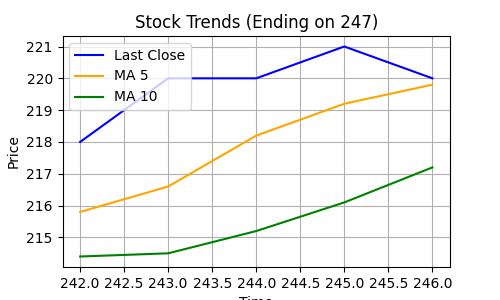 Stock Trends (Ending on 247)
Last Close
MA 5
MA 10
221
220
219
218
217
216
215
Price
242.0 242.5 243.0 243.5 244.0 244.5 245.0 245.5 246.0
Time